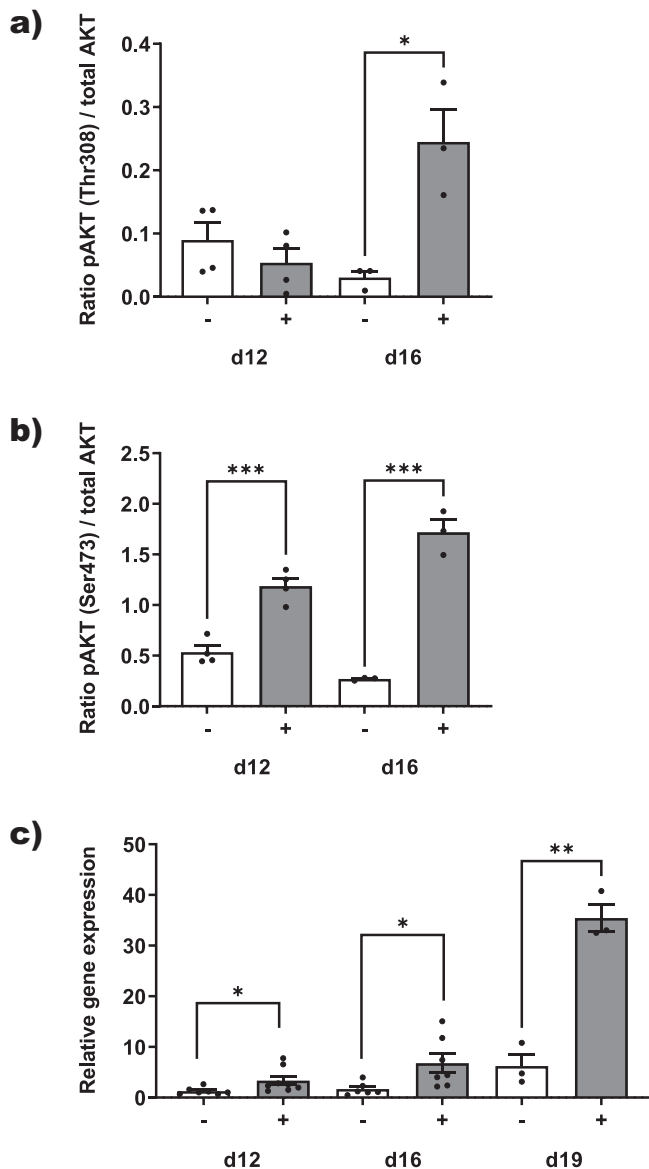 a)
Ratio pAKT (Thr308) / total AKT
0.4
0.3
0.2
0.1
0.0
*
- + - +
d12 d16
b)
Ratio pAKT (Ser473) / total AKT
2.5
2.0
1.5
1.0
0.5
0.0
*** ***
- + - +
d12 d16
c)
Relative gene expression
50
40
30
20
10
0
* * **
- + - + - +
d12 d16 d19